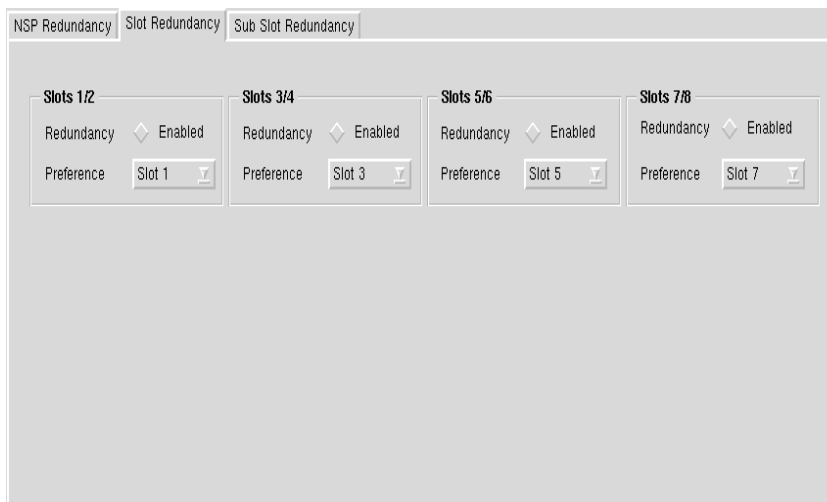 NSP Redundancy Slot Redundancy Sub Slot Redundancy
Slots 1/2
Redundancy Enabled
Preference Slot 1
Slots 3/4
Redundancy Enabled
Preference Slot 3
Slots 5/6
Redundancy Enabled
Preference Slot 5
Slots 7/8
Redundancy Enabled
Preference Slot 7